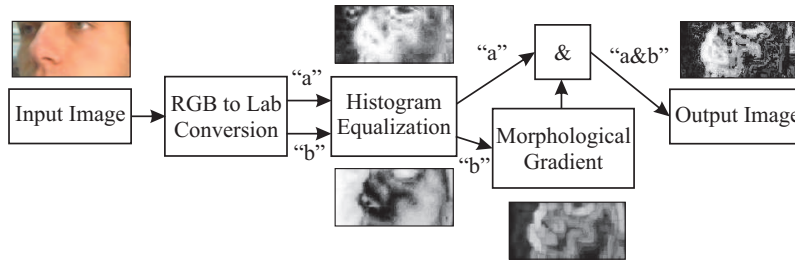 Input Image
RGB to Lab
Conversion
“a”
“b”
Histogram
Equalization
“a”
“b”
&
Morphological
Gradient
“a&b”
Output Image